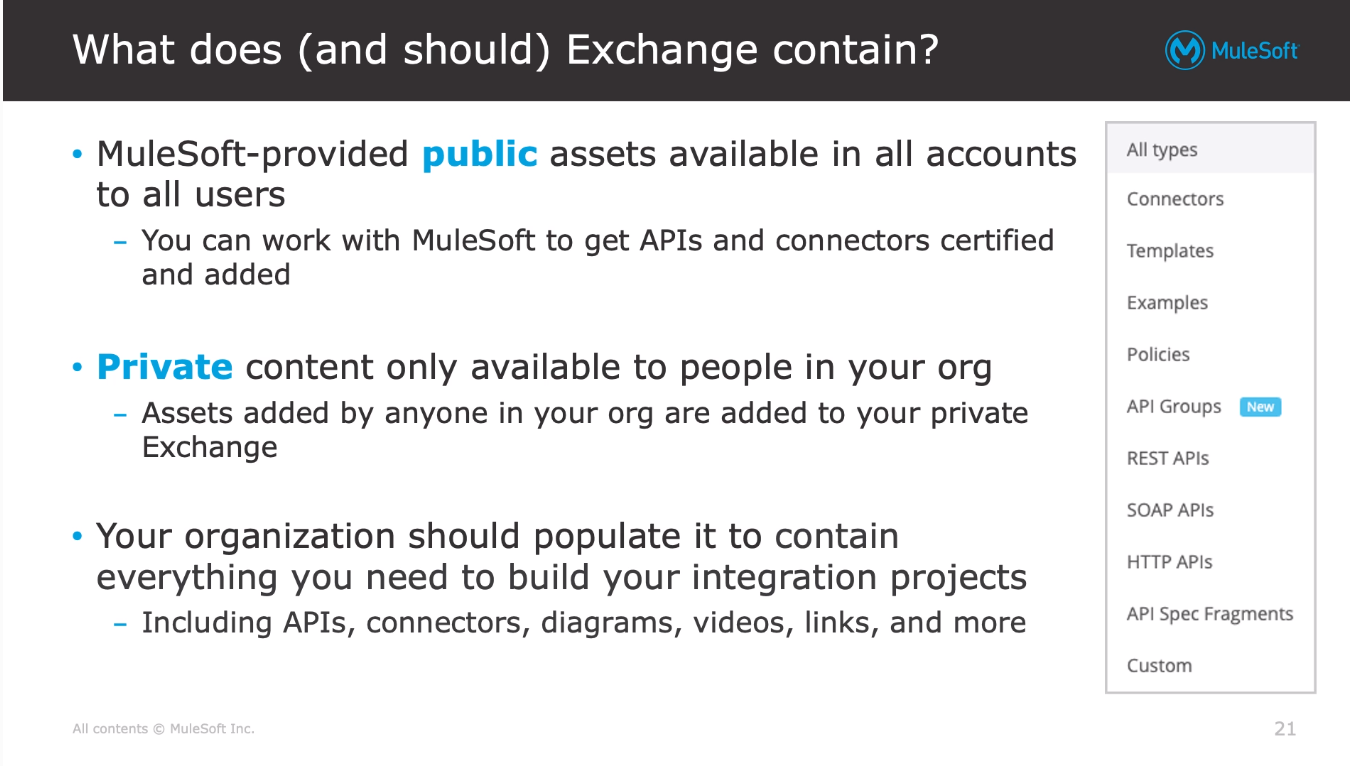 What does (and should) Exchange contain?
MuleSoft
• MuleSoft-provided public assets available in all accounts
to all users
– You can work with MuleSoft to get APIs and connectors certified
and added
• Private content only available to people in your org
– Assets added by anyone in your org are added to your private
Exchange
• Your organization should populate it to contain
everything you need to build your integration projects
– Including APIs, connectors, diagrams, videos, links, and more
All types
Connectors
Templates
Examples
Policies
API Groups New
REST APIs
SOAP APIs
HTTP APIs
API Spec Fragments
Custom
All contents © MuleSoft Inc.
21